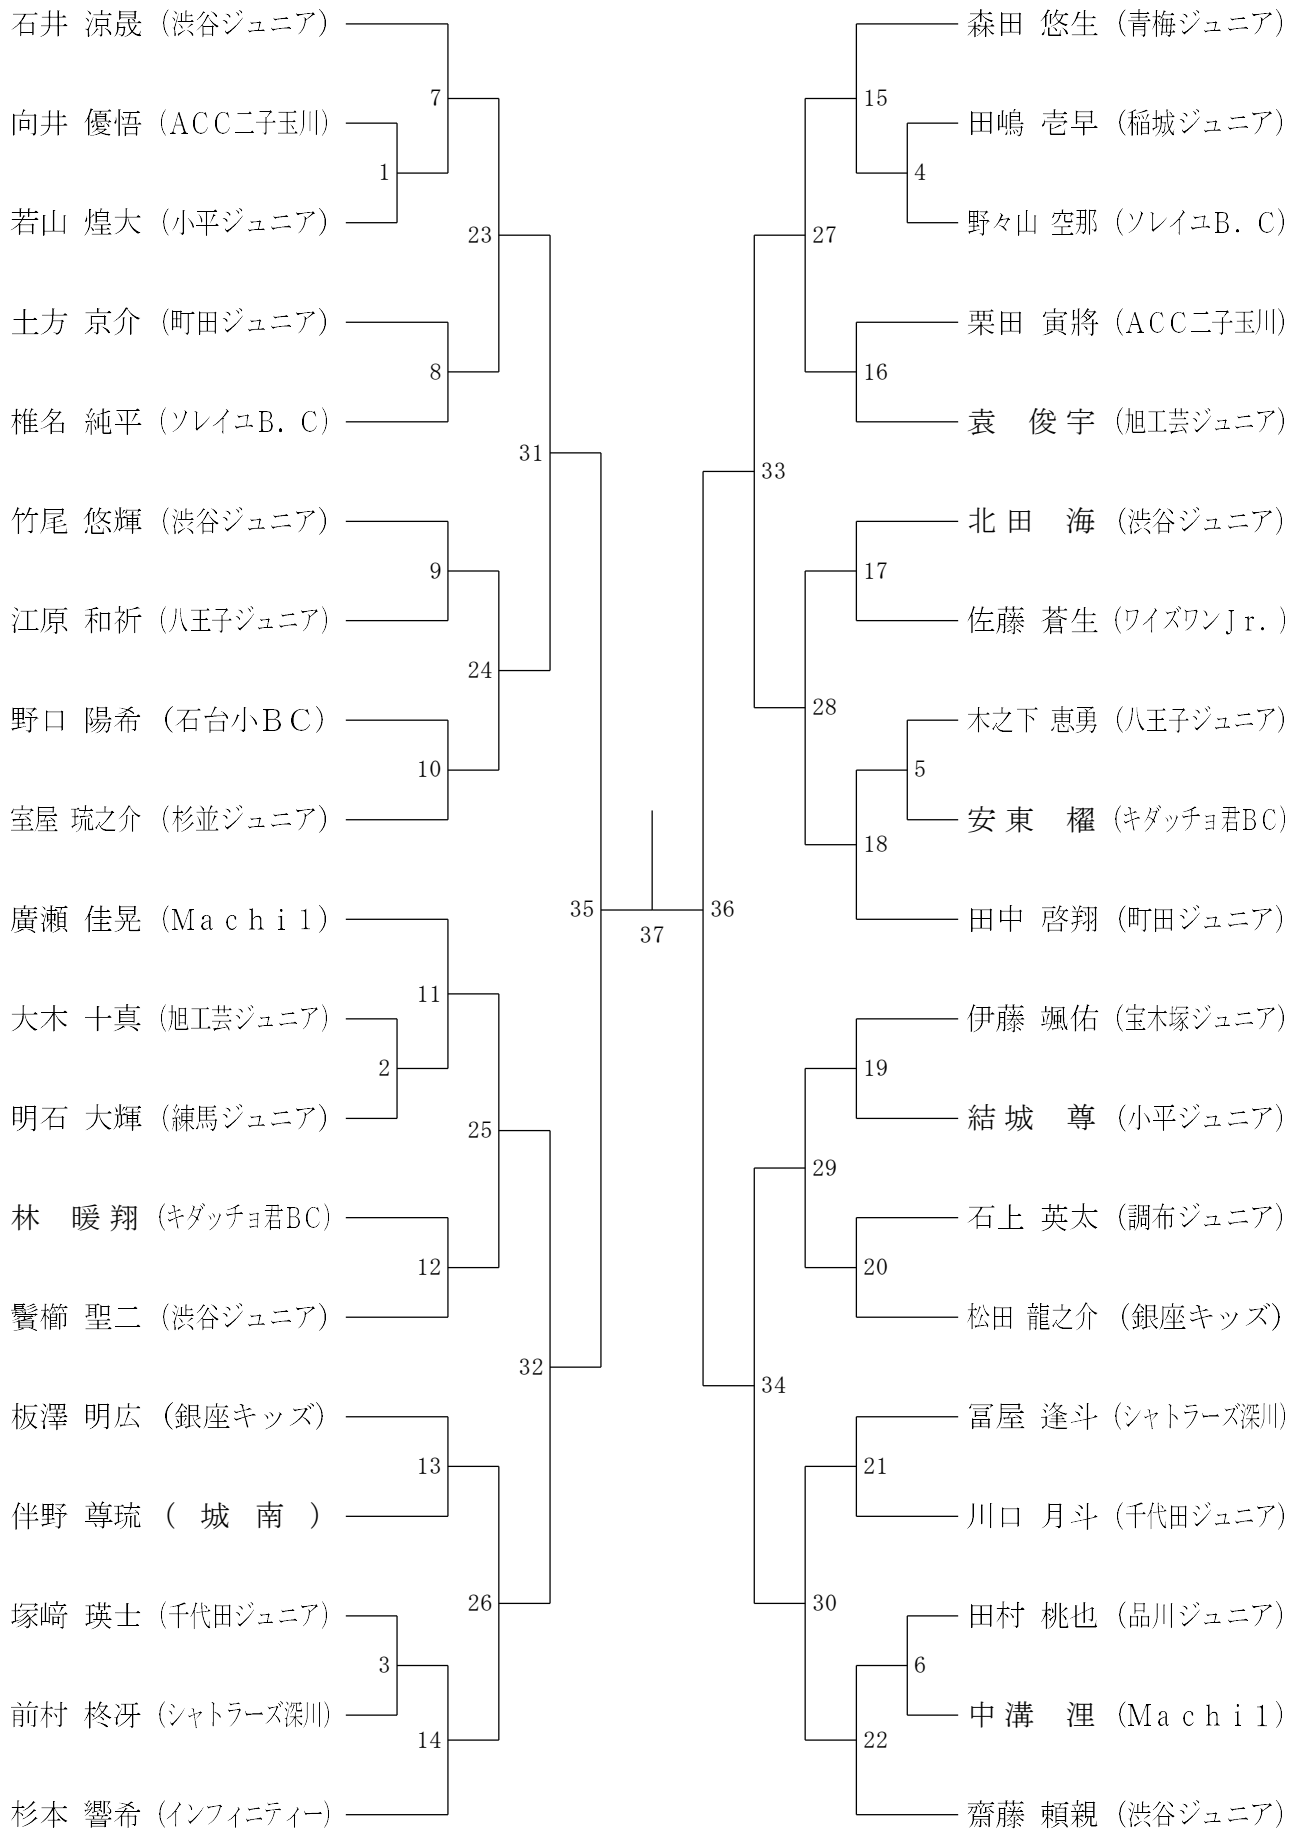 石井 涼晟 (渋谷ジュニア)
向井 優悟 (ACC二子玉川)
若山 煌大 (小平ジュニア)
土方 京介 (町田ジュニア)
椎名 純平 (ソレイユB. C)
竹尾 悠輝 (渋谷ジュニア)
江原 和祈 (八王子ジュニア)
野口 陽希 (石台小BC)
室屋 琉之介 (杉並ジュニア)
廣瀬 佳晃 (Machi1)
大木 十真 (旭工芸ジュニア)
明石 大輝 (練馬ジュニア)
林 暖翔 (キダッチョ君BC)
鬢櫛 聖二 (渋谷ジュニア)
板澤 明広 (銀座キッズ)
伴野 尊琉 (城南)
塚﨑 瑛士 (千代田ジュニア)
前村 柊冴 (シャトラーズ深川)
杉本 響希 (インフィニティー)
7
1
23
8
31
9
24
10
35
11
2
25
12
32
13
26
3
14
37
36
15
4
27
16
33
17
28
5
18
19
29
20
34
21
30
6
22
森田 悠生 (青梅ジュニア)
田嶋 壱早 (稲城ジュニア)
野々山 空那 (ソレイユB. C)
栗田 寅將 (ACC二子玉川)
袁 俊宇 (旭工芸ジュニア)
北田 海 (渋谷ジュニア)
佐藤 蒼生 (ワイズワンJr.)
木之下 恵勇 (八王子ジュニア)
安東 櫂 (キダッチョ君BC)
田中 啓翔 (町田ジュニア)
伊藤 颯佑 (宝木塚ジュニア)
結城 尊 (小平ジュニア)
石上 英太 (調布ジュニア)
松田 龍之介 (銀座キッズ)
冨屋 逢斗 (シャトラーズ深川)
川口 月斗 (千代田ジュニア)
田村 桃也 (品川ジュニア)
中溝 浬 (Machi1)
齋藤 頼親 (渋谷ジュニア)